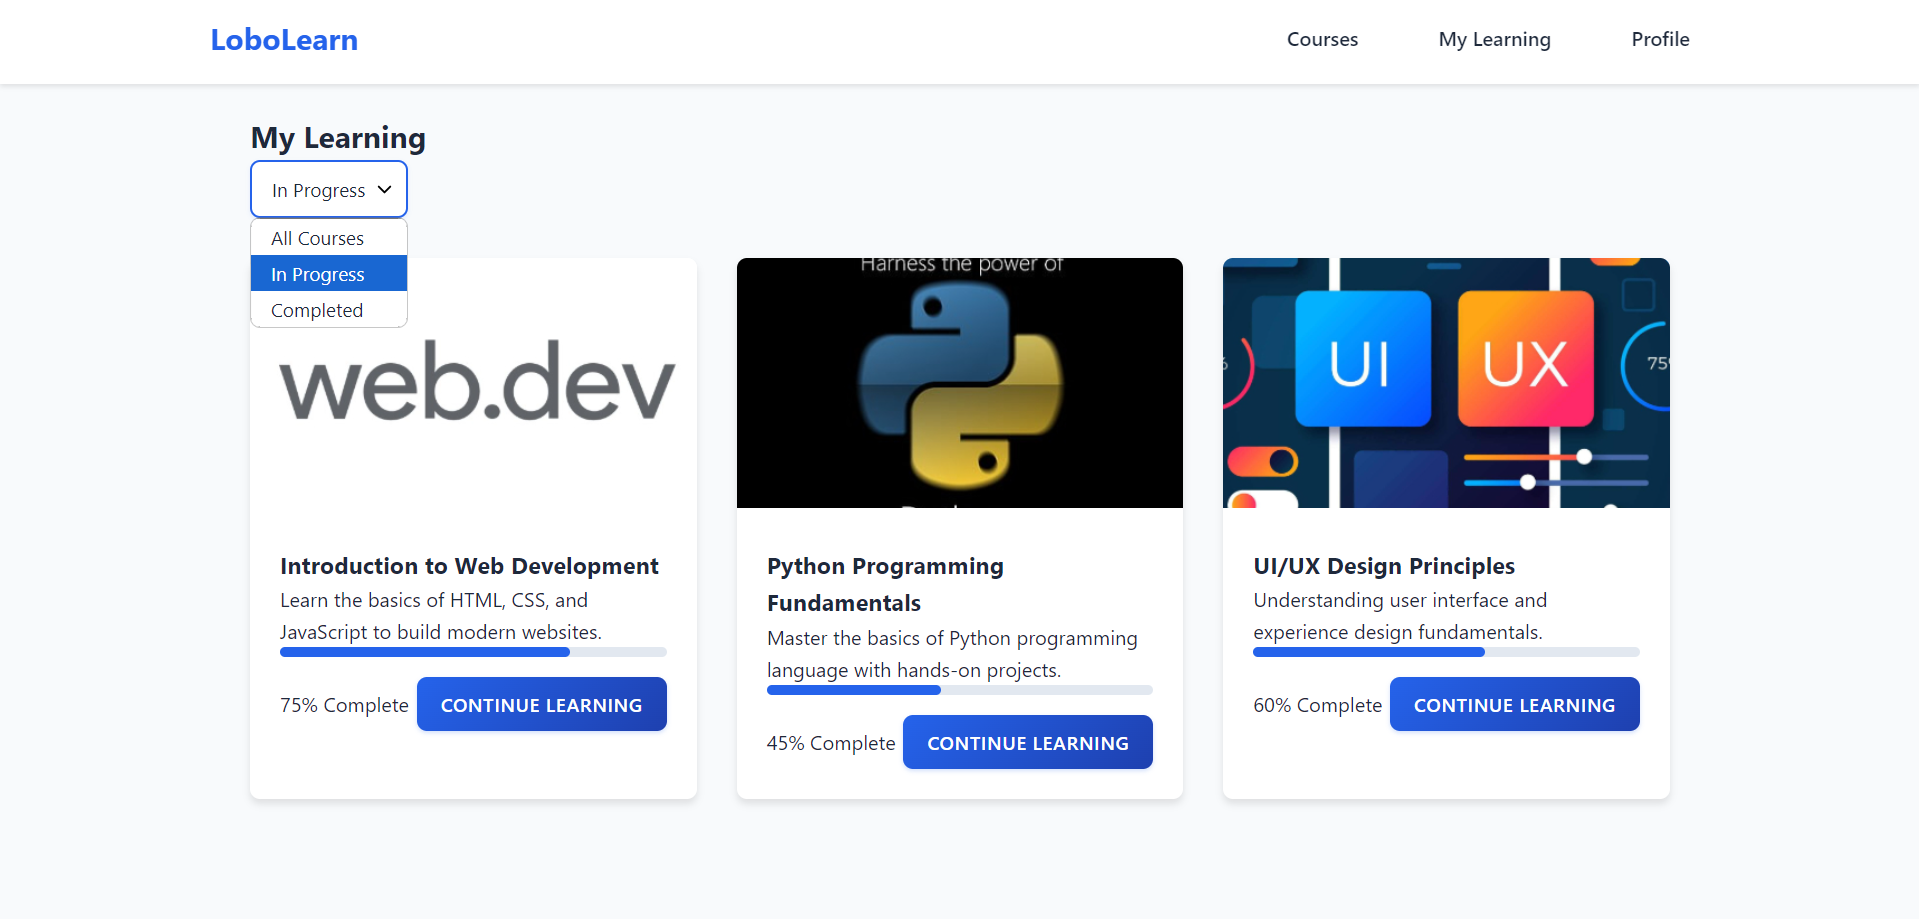 LoboLearn
Courses
My Learning
Profile
My Learning
In Progress
All Courses
In Progress
Completed
web.dev
Harness the power of
UI
UX
75
Introduction to Web Development
Learn the basics of HTML, CSS, and
JavaScript to build modern websites.
75% Complete
CONTINUE LEARNING
Python Programming
Fundamentals
Master the basics of Python programming
language with hands-on projects.
45% Complete
CONTINUE LEARNING
UI/UX Design Principles
Understanding user interface and
experience design fundamentals.
60% Complete
CONTINUE LEARNING